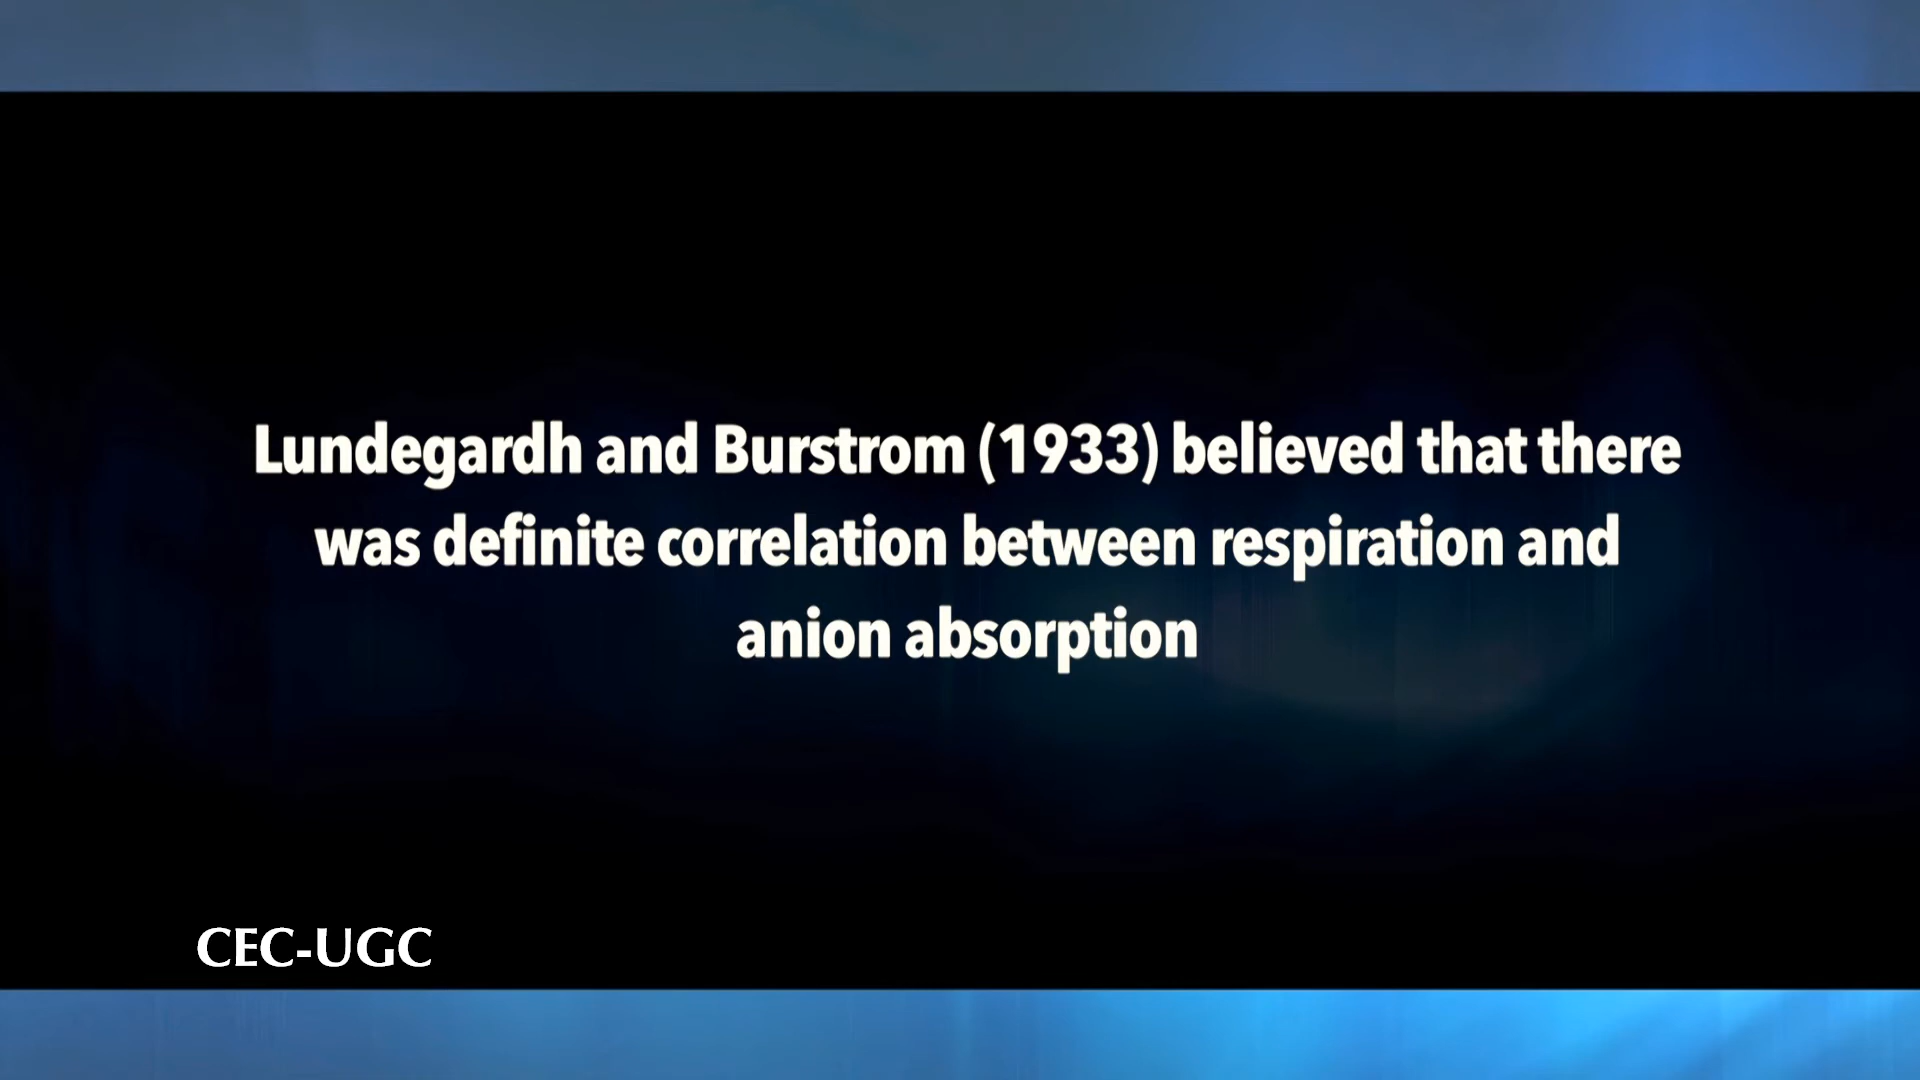 Lundegardh and Burstrom (1933) believed that there
was definite correlation between respiration and
anion absorption
CEC-UGC